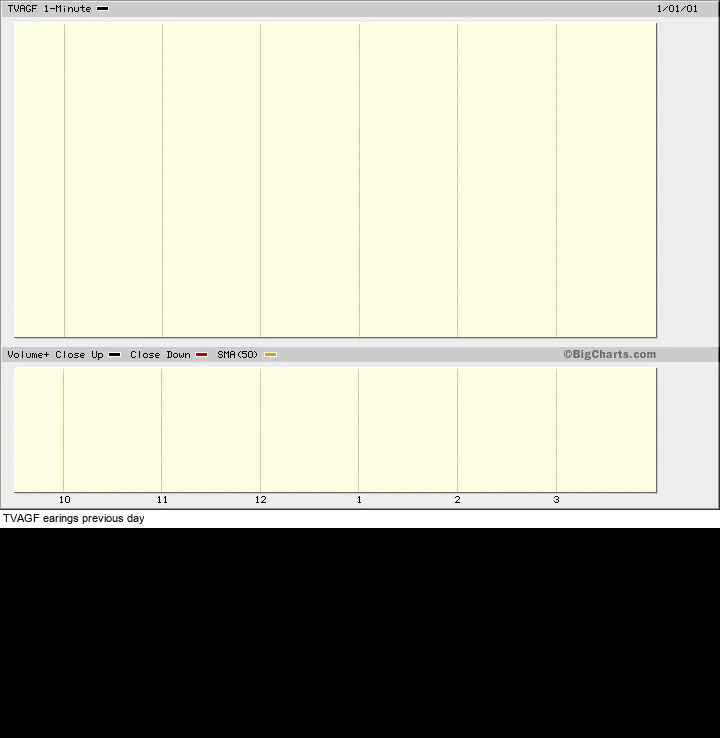 TVAGF 1-Minute 1/01/01
Volume+ Close Up Close Down SMA(50) ©BigCharts.com
10 11 12 1 2 3
TVAGF earings previous day